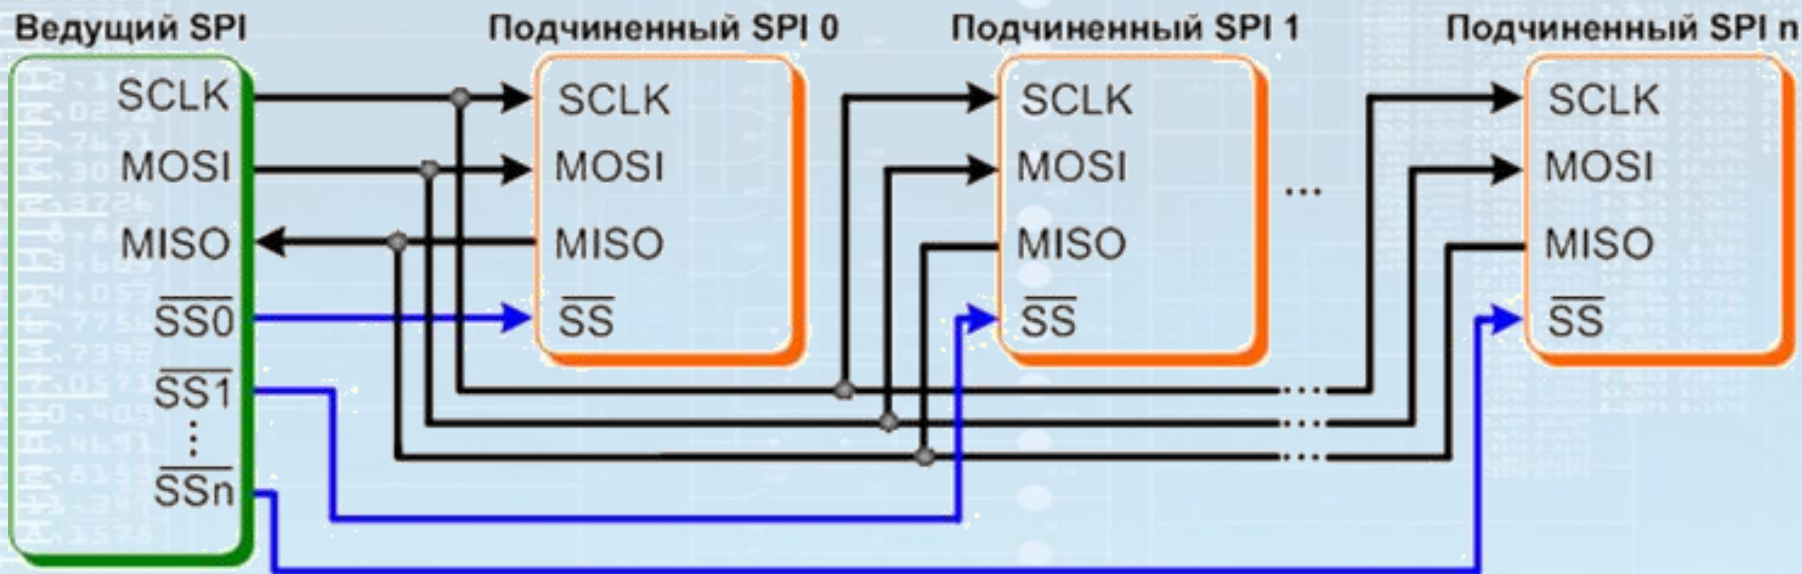 Ведущий SPI
SCLK
MOSI
MISO
SS0
SS1
⋮
SSn
Подчиненный SPI 0
SCLK
MOSI
MISO
SS
Подчиненный SPI 1
SCLK
MOSI
MISO
SS
...
Подчиненный SPI n
SCLK
MOSI
MISO
SS